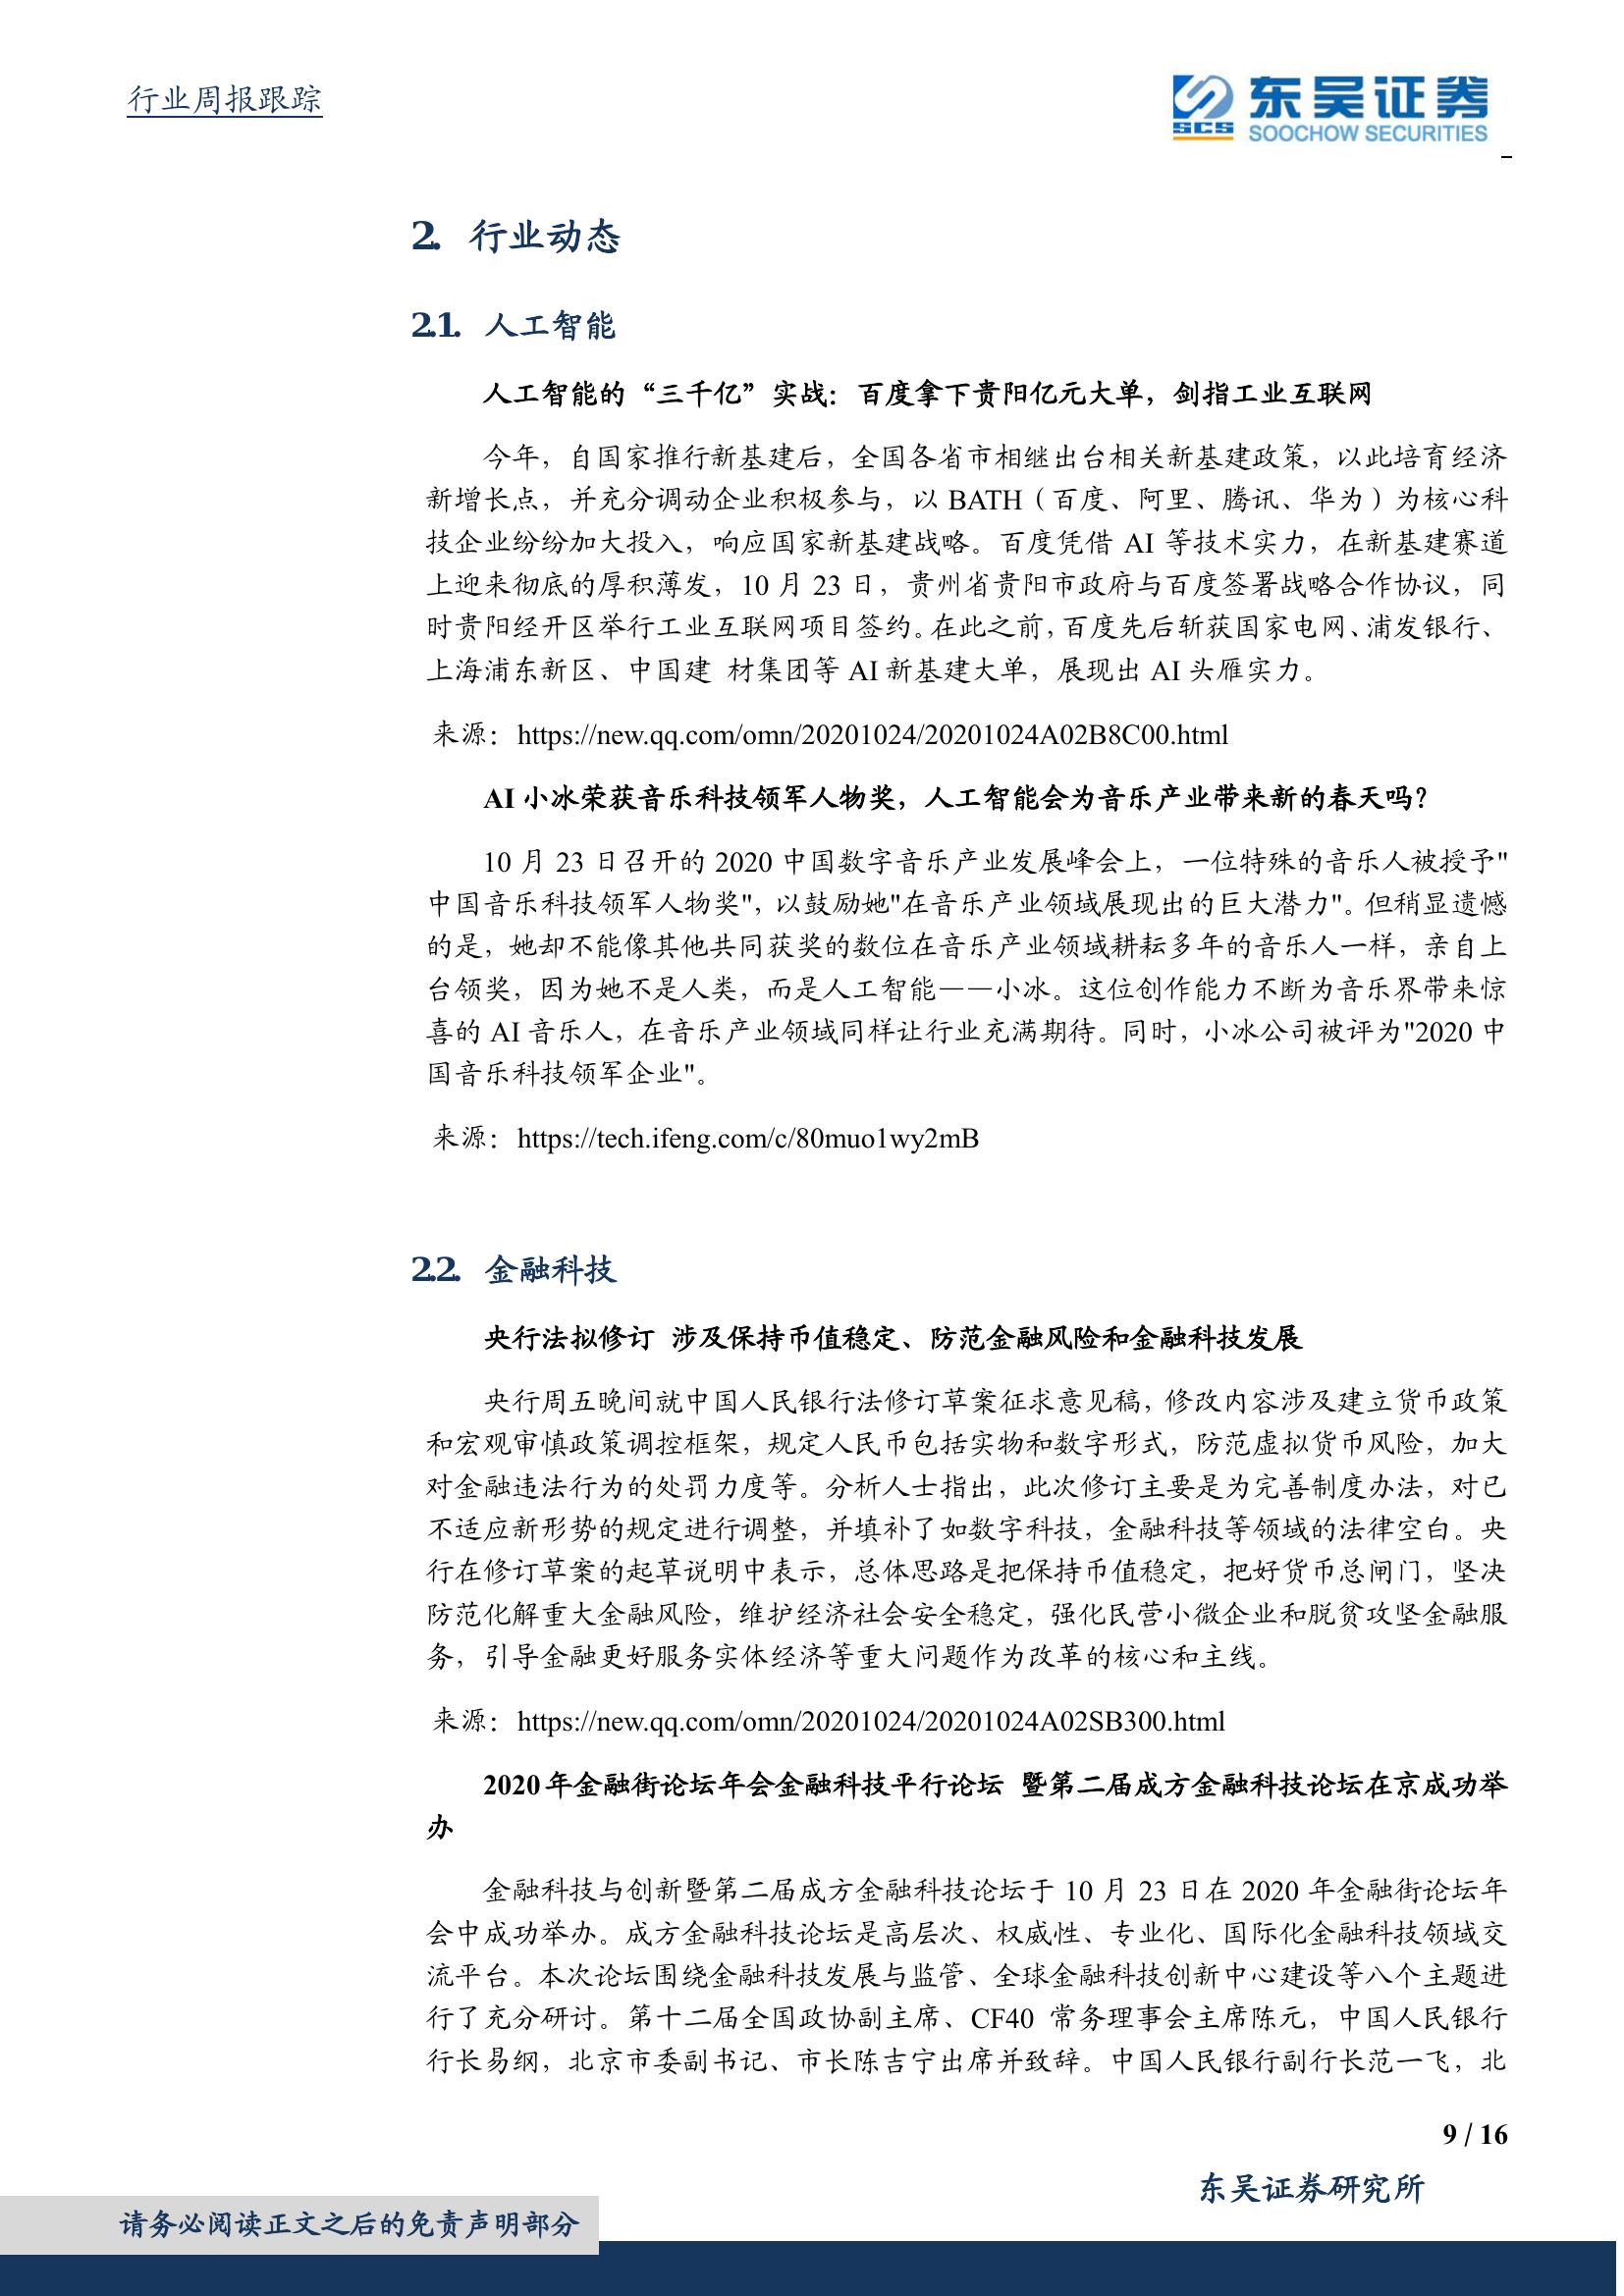 行业周报跟踪
SCS
东吴证券
SOOCHOW SECURITIES
2. 行业动态
2.1. 人工智能
人工智能的“三千亿”实战：百度拿下贵阳亿元大单，剑指工业互联网
今年，自国家推行新基建后，全国各省市相继出台相关新基建政策，以此培育经济
新增长点，并充分调动企业积极参与，以 BATH（百度、阿里、腾讯、华为）为核心科
技企业纷纷加大投入，响应国家新基建战略。百度凭借 AI 等技术实力，在新基建赛道
上迎来彻底的厚积薄发，10 月 23 日，贵州省贵阳市政府与百度签署战略合作协议，同
时贵阳经开区举行工业互联网项目签约。在此之前，百度先后斩获国家电网、浦发银行、
上海浦东新区、中国建 材集团等 AI 新基建大单，展现出 AI 头雁实力。
来源：https://new.qq.com/omn/20201024/20201024A02B8C00.html
AI 小冰荣获音乐科技领军人物奖，人工智能会为音乐产业带来新的春天吗？
10 月 23 日召开的 2020 中国数字音乐产业发展峰会上，一位特殊的音乐人被授予"
中国音乐科技领军人物奖"，以鼓励她"在音乐产业领域展现出的巨大潜力"。但稍显遗憾
的是，她却不能像其他共同获奖的数位在音乐产业领域耕耘多年的音乐人一样，亲自上
台领奖，因为她不是人类，而是人工智能——小冰。这位创作能力不断为音乐界带来惊
喜的 AI 音乐人，在音乐产业领域同样让行业充满期待。同时，小冰公司被评为"2020 中
国音乐科技领军企业"。
来源：https://tech.ifeng.com/c/80muo1wy2mB
2.2. 金融科技
央行法拟修订 涉及保持币值稳定、防范金融风险和金融科技发展
央行周五晚间就中国人民银行法修订草案征求意见稿，修改内容涉及建立货币政策
和宏观审慎政策调控框架，规定人民币包括实物和数字形式，防范虚拟货币风险，加大
对金融违法行为的处罚力度等。分析人士指出，此次修订主要是为完善制度办法，对已
不适应新形势的规定进行调整，并填补了如数字科技，金融科技等领域的法律空白。央
行在修订草案的起草说明中表示，总体思路是把保持币值稳定，把好货币总闸门，坚决
防范化解重大金融风险，维护经济社会安全稳定，强化民营小微企业和脱贫攻坚金融服
务，引导金融更好服务实体经济等重大问题作为改革的核心和主线。
来源：https://new.qq.com/omn/20201024/20201024A02SB300.html
2020 年金融街论坛年会金融科技平行论坛 暨第二届成方金融科技论坛在京成功举
办
金融科技与创新暨第二届成方金融科技论坛于 10 月 23 日在 2020 年金融街论坛年
会中成功举办。成方金融科技论坛是高层次、权威性、专业化、国际化金融科技领域交
流平台。本次论坛围绕金融科技发展与监管、全球金融科技创新中心建设等八个主题进
行了充分研讨。第十二届全国政协副主席、CF40 常务理事会主席陈元，中国人民银行
行长易纲，北京市委副书记、市长陈吉宁出席并致辞。中国人民银行副行长范一飞，北
9 / 16
东吴证券研究所
请务必阅读正文之后的免责声明部分